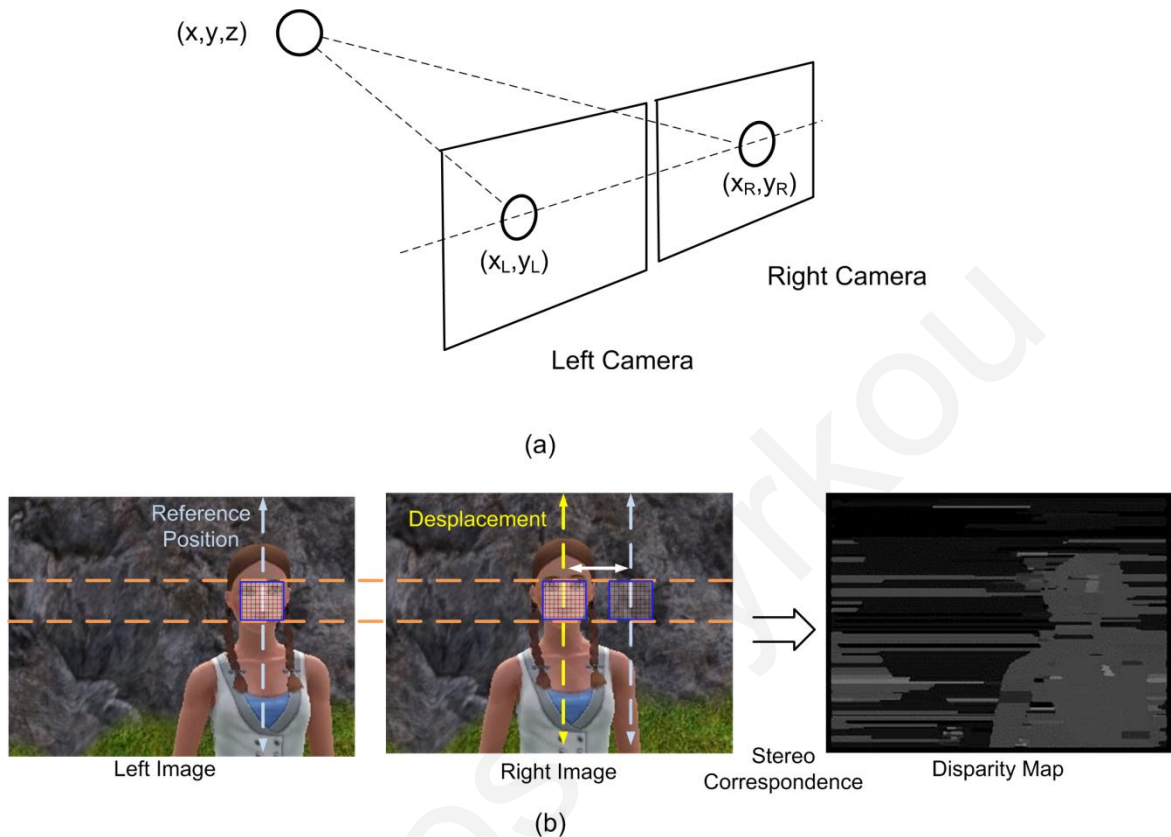 (x,y,z)
(xL,yL)
(xR,yR)
Right Camera
Left Camera
(a)
Reference
Position
Desplacement
Left Image
Right Image
Stereo
Correspondence
Disparity Map
(b)